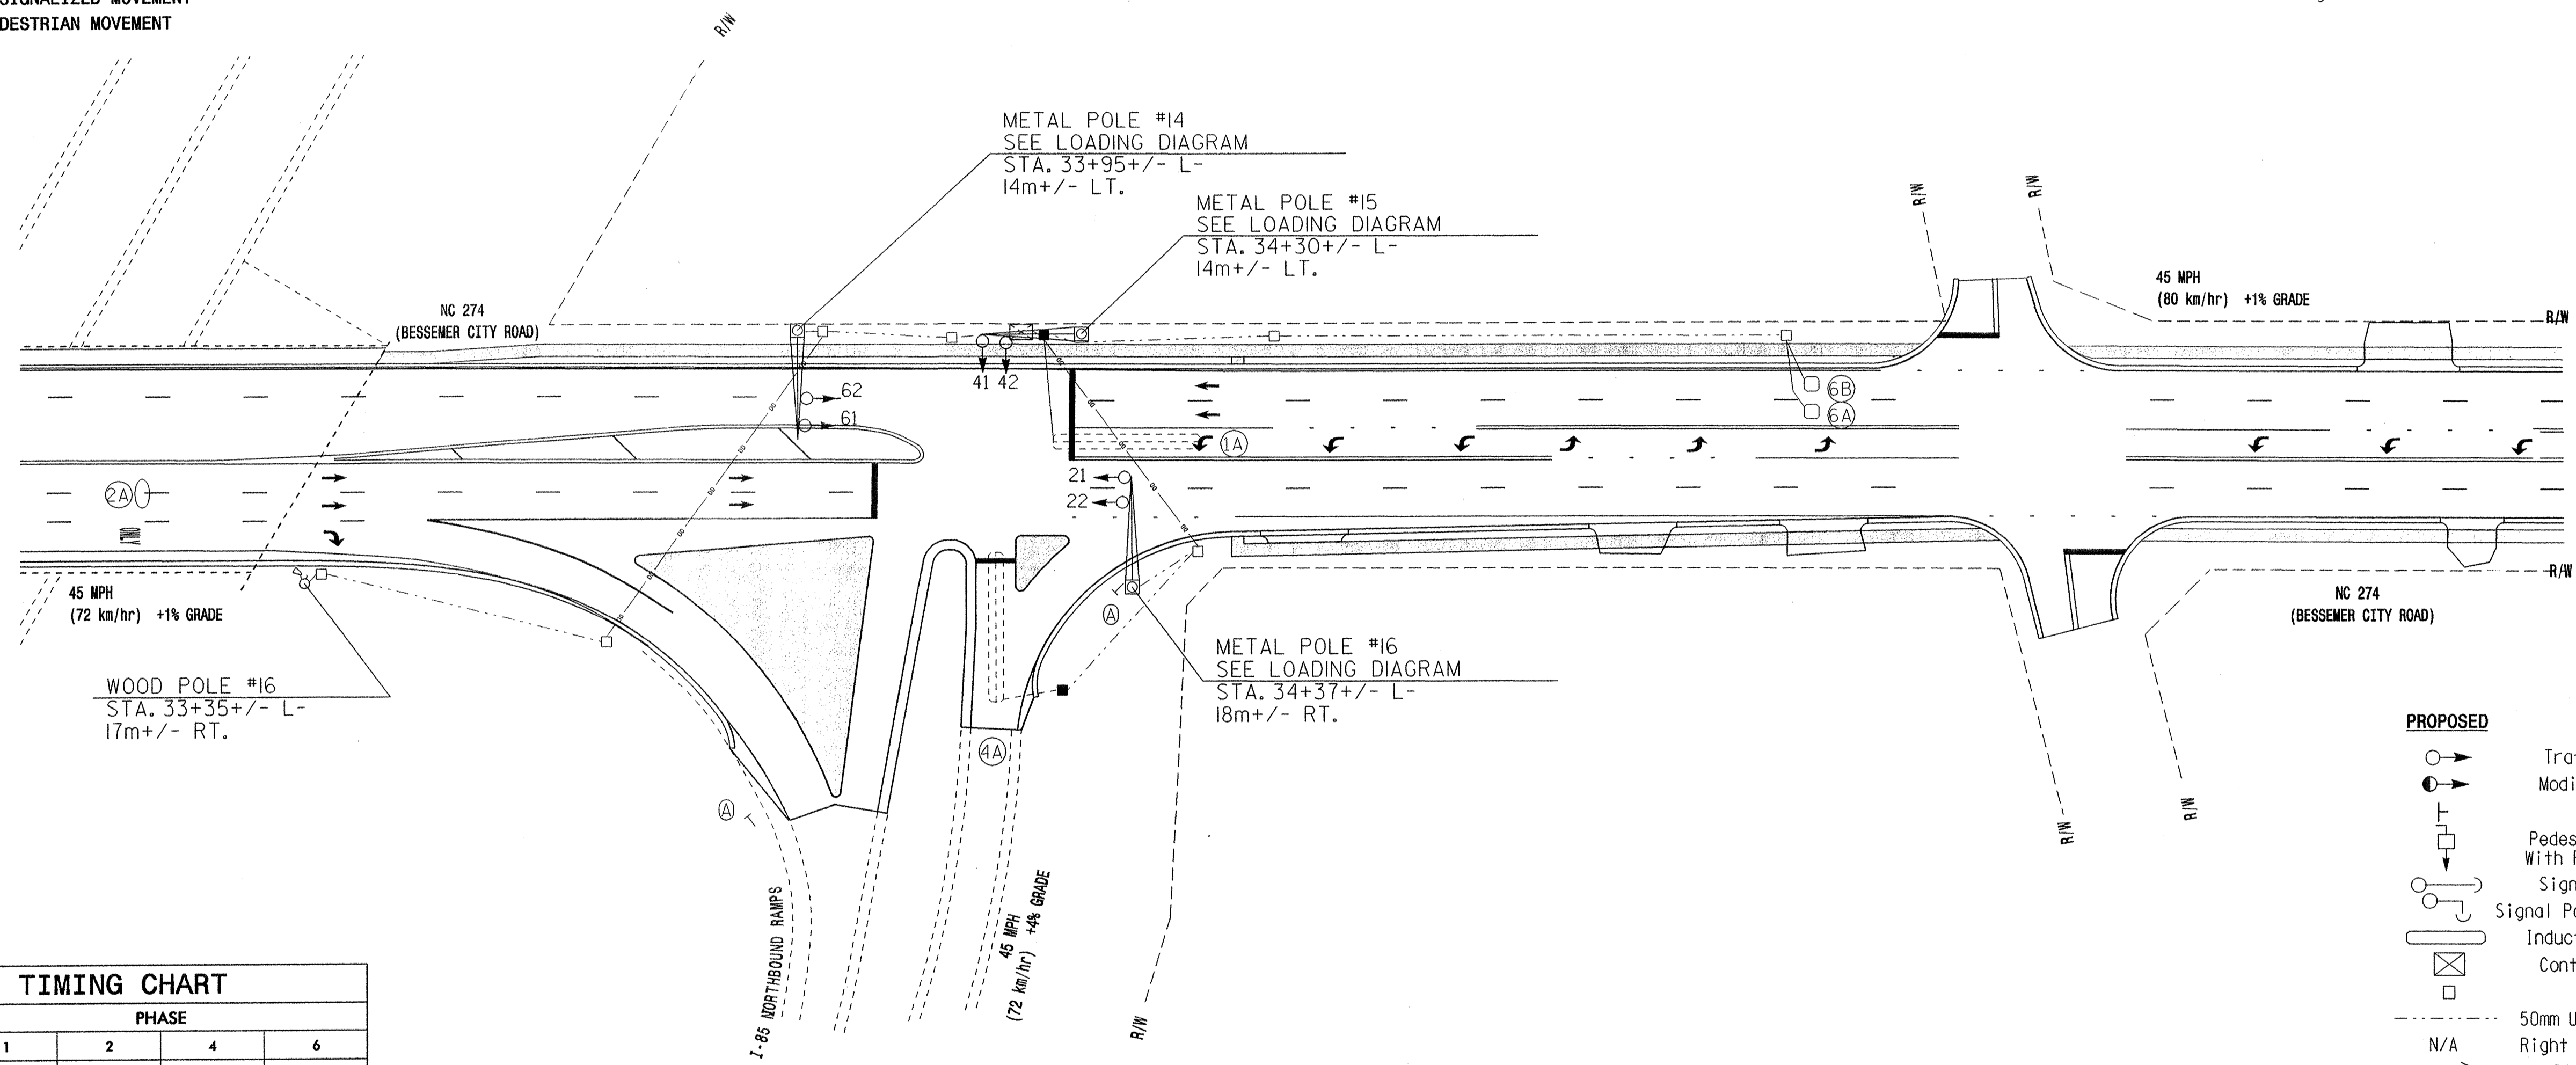 SIGNALIZED MOVEMENT
DESTRIAN MOVEMENT
R/W
METAL POLE #14
SEE LOADING DIAGRAM
STA. 33+95+/- L-
14m+/- LT.
METAL POLE #15
SEE LOADING DIAGRAM
STA. 34+30+/- L-
14m+/- LT.
R/W
R/W
45 MPH
(80 km/hr) +1% GRADE
R/W
NC 274
(BESSEMER CITY ROAD)
41 42
62
61
6B
6A
1A
21
22
2A
ONLY
45 MPH
(72 km/hr) +1% GRADE
A
R/W
NC 274
(BESSEMER CITY ROAD)
METAL POLE #16
SEE LOADING DIAGRAM
STA. 34+37+/- L-
18m+/- RT.
WOOD POLE #16
STA. 33+35+/- L-
17m+/- RT.
4A
A
R/W
R/W
I-85 NORTHBOUND RAMPS
45 MPH
(72 km/hr) +4% GRADE
R/W
PROPOSED
Tra
Modi
Pedes
With
Sign
Signal Po
Induc
Cont
50mm U
N/A Right
TIMING CHART
PHASE
1 2 4 6